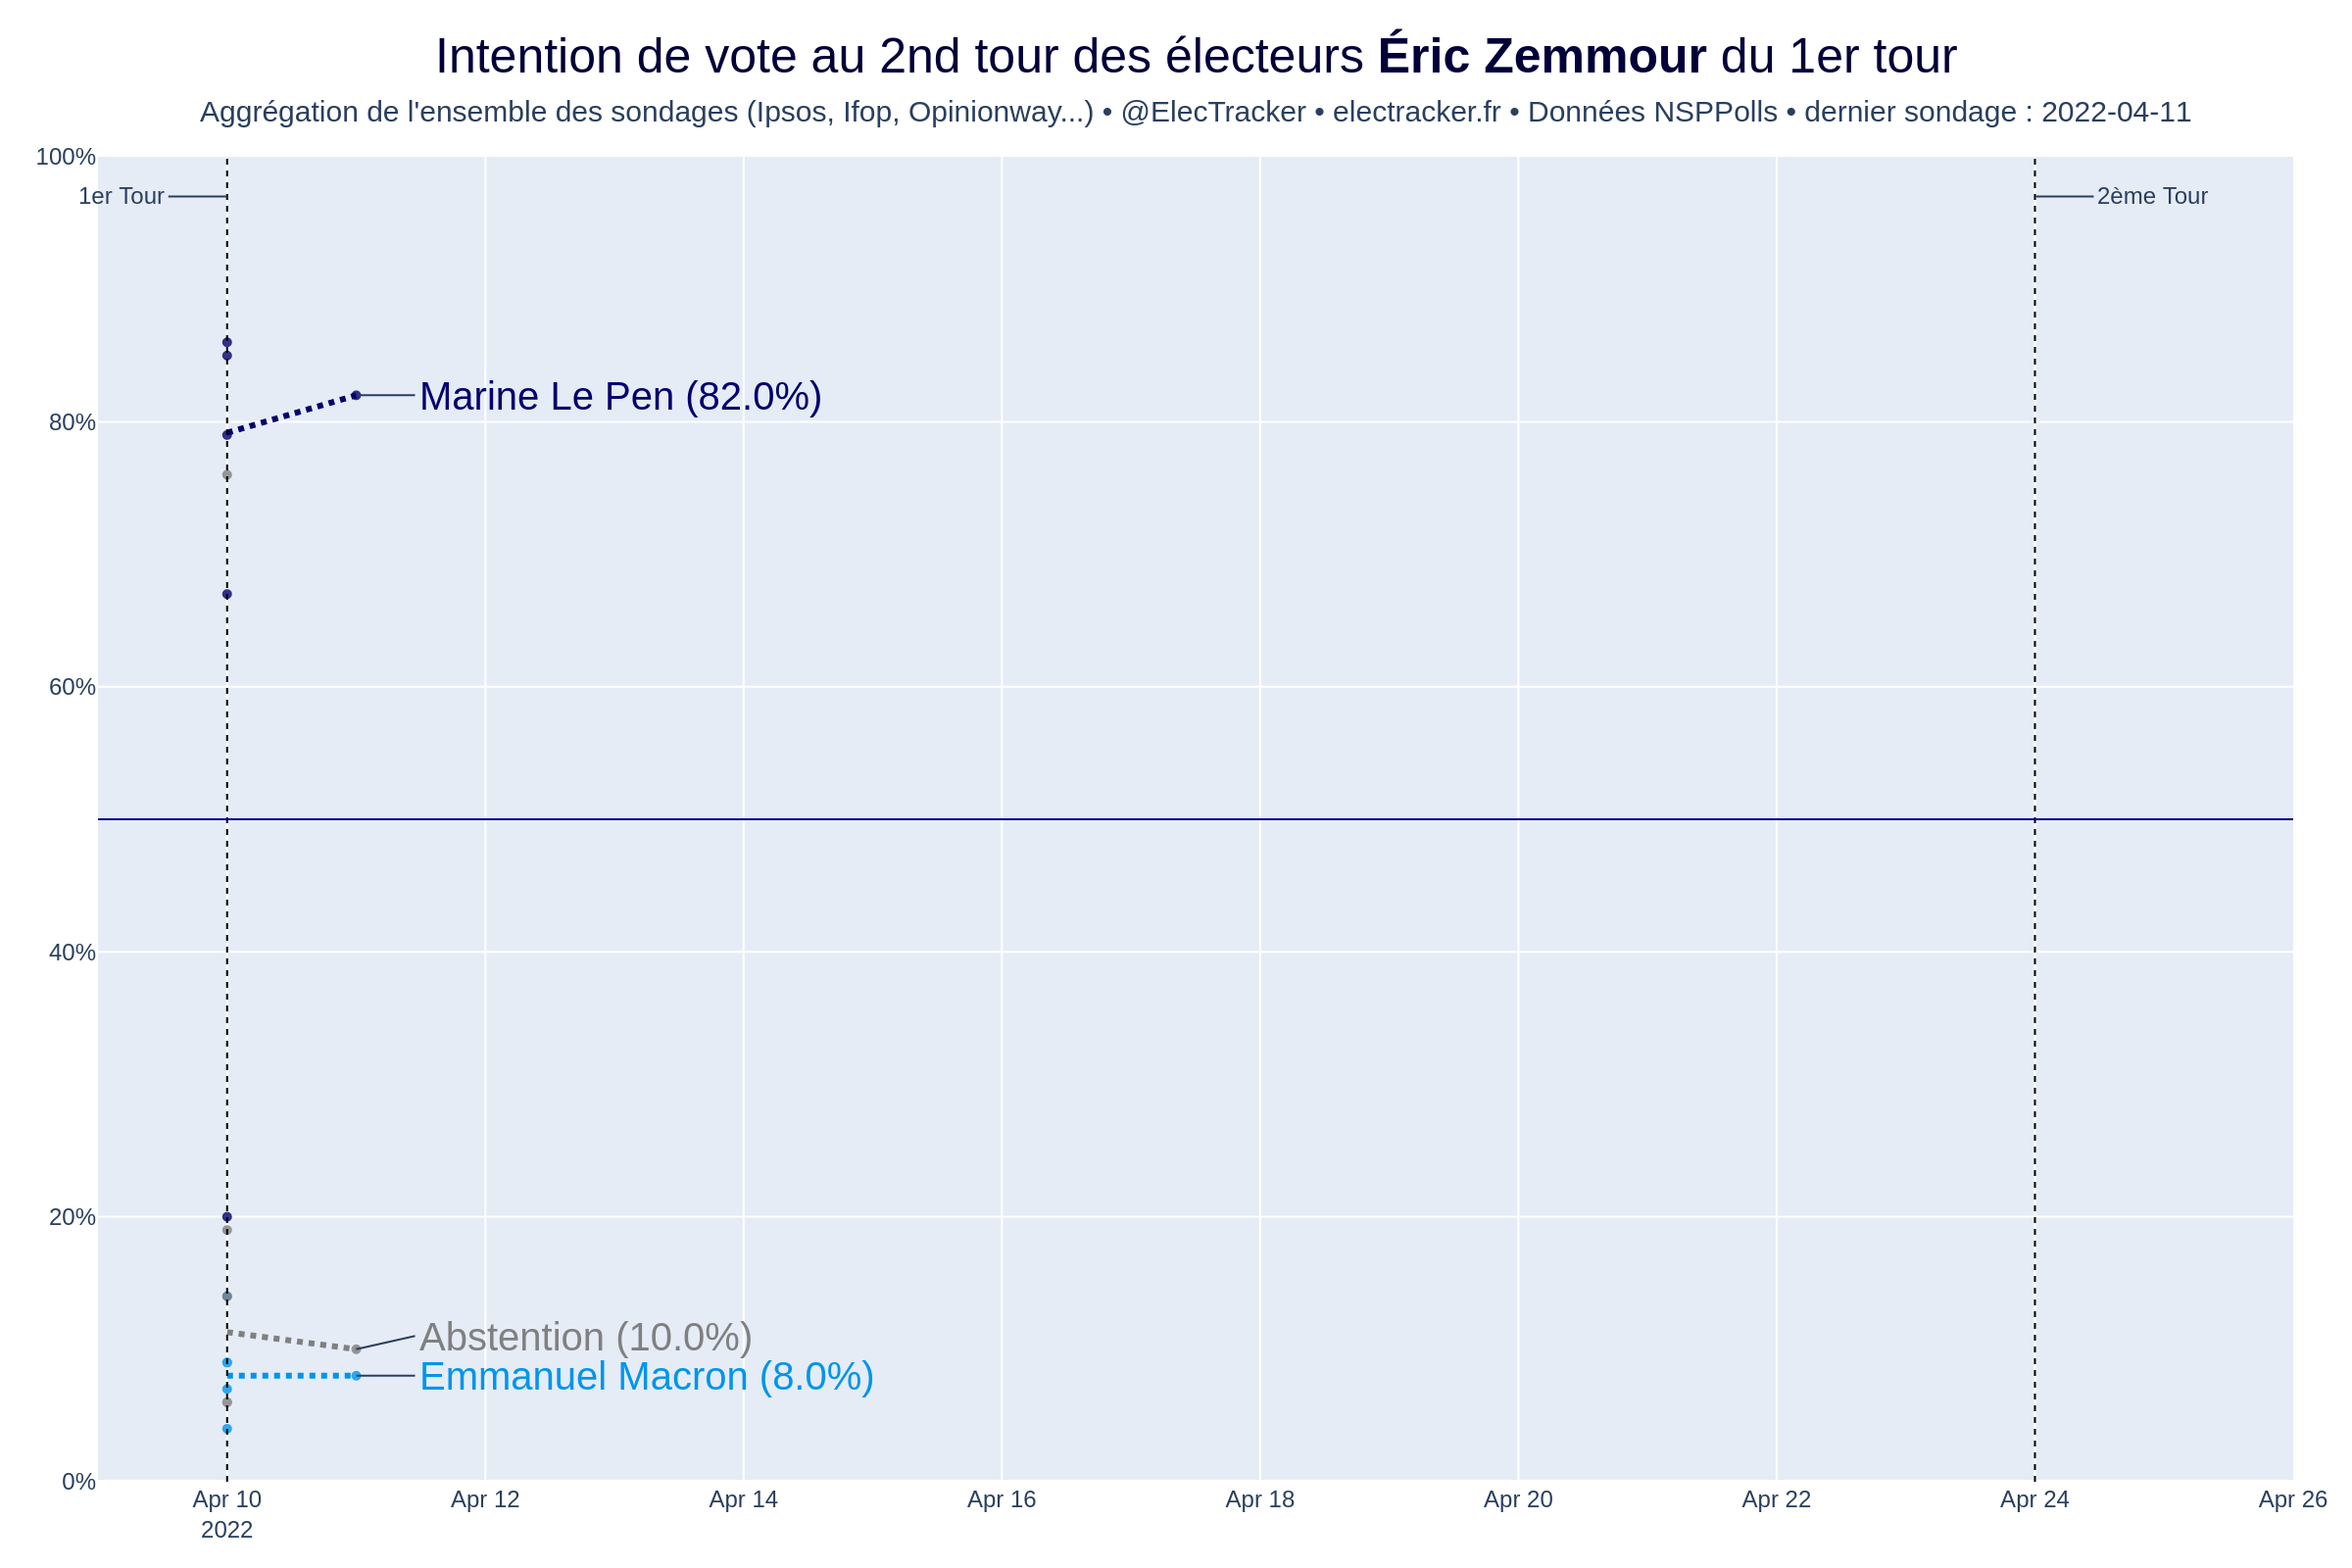 Intention de vote au 2nd tour des électeurs Éric Zemmour du 1er tour
Aggrégation de l'ensemble des sondages (Ipsos, Ifop, Opinionway...) • @ElecTracker • electracker.fr • Données NSPPolls • dernier sondage : 2022-04-11
100%
1er Tour
2ème Tour
Marine Le Pen (82.0%)
80%
60%
40%
20%
Abstention (10.0%)
Emmanuel Macron (8.0%)
0%
Apr 10 Apr 12 Apr 14 Apr 16 Apr 18 Apr 20 Apr 22 Apr 24 Apr 26
2022